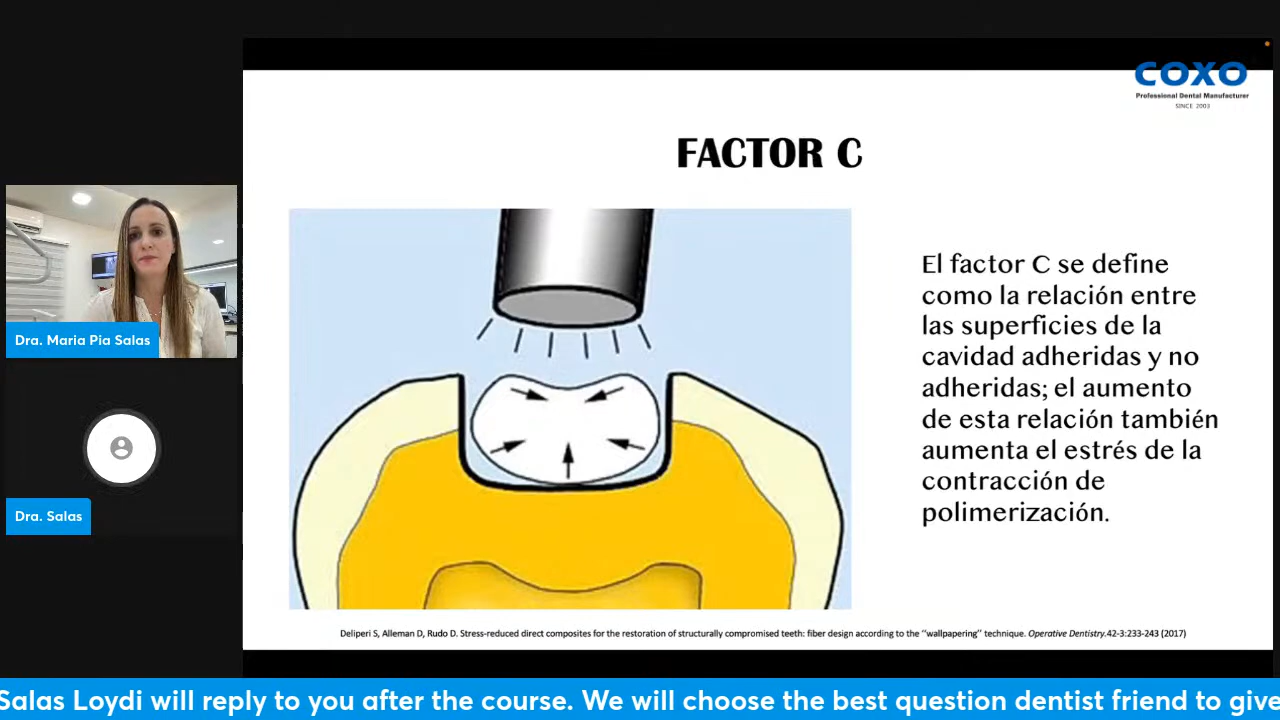 COXO
Professional Dental Manufacturer
SINCE 2003
FACTOR C
El factor C se define
como la relación entre
las superficies de la
cavidad adheridas y no
adheridas; el aumento
de esta relación también
aumenta el estrés de la
contracción de
polimerización.
Dra. Maria Pia Salas
Dra. Salas
Deliperi S, Alleman D, Rudo D. Stress-reduced direct composites for the restoration of structurally compromised teeth: fiber design according to the "wallpapering" technique. Operative Dentistry.42-3:233-243 (2017)
Salas Loydi will reply to you after the course. We will choose the best question dentist friend to give